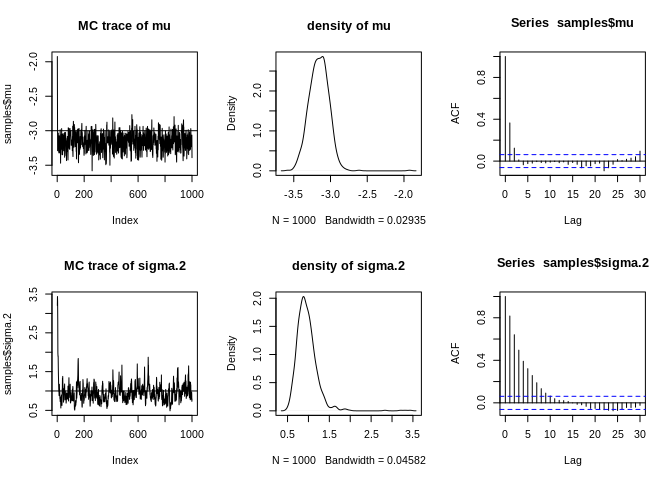 MC trace of mu
samples$mu
-3.5 -3.0 -2.5 -2.0
0 200 600 1000
Index
density of mu
Density
0.0 1.0 2.0
-3.5 -3.0 -2.5 -2.0
N = 1000 Bandwidth = 0.02935
Series samples$mu
ACF
0.0 0.4 0.8
0 5 10 15 20 25 30
Lag
MC trace of sigma.2
samples$sigma.2
0.5 1.5 2.5 3.5
0 200 600 1000
Index
density of sigma.2
Density
0.0 0.5 1.0 1.5 2.0
0.5 1.5 2.5 3.5
N = 1000 Bandwidth = 0.04582
Series samples$sigma.2
ACF
0.0 0.4 0.8
0 5 10 15 20 25 30
Lag